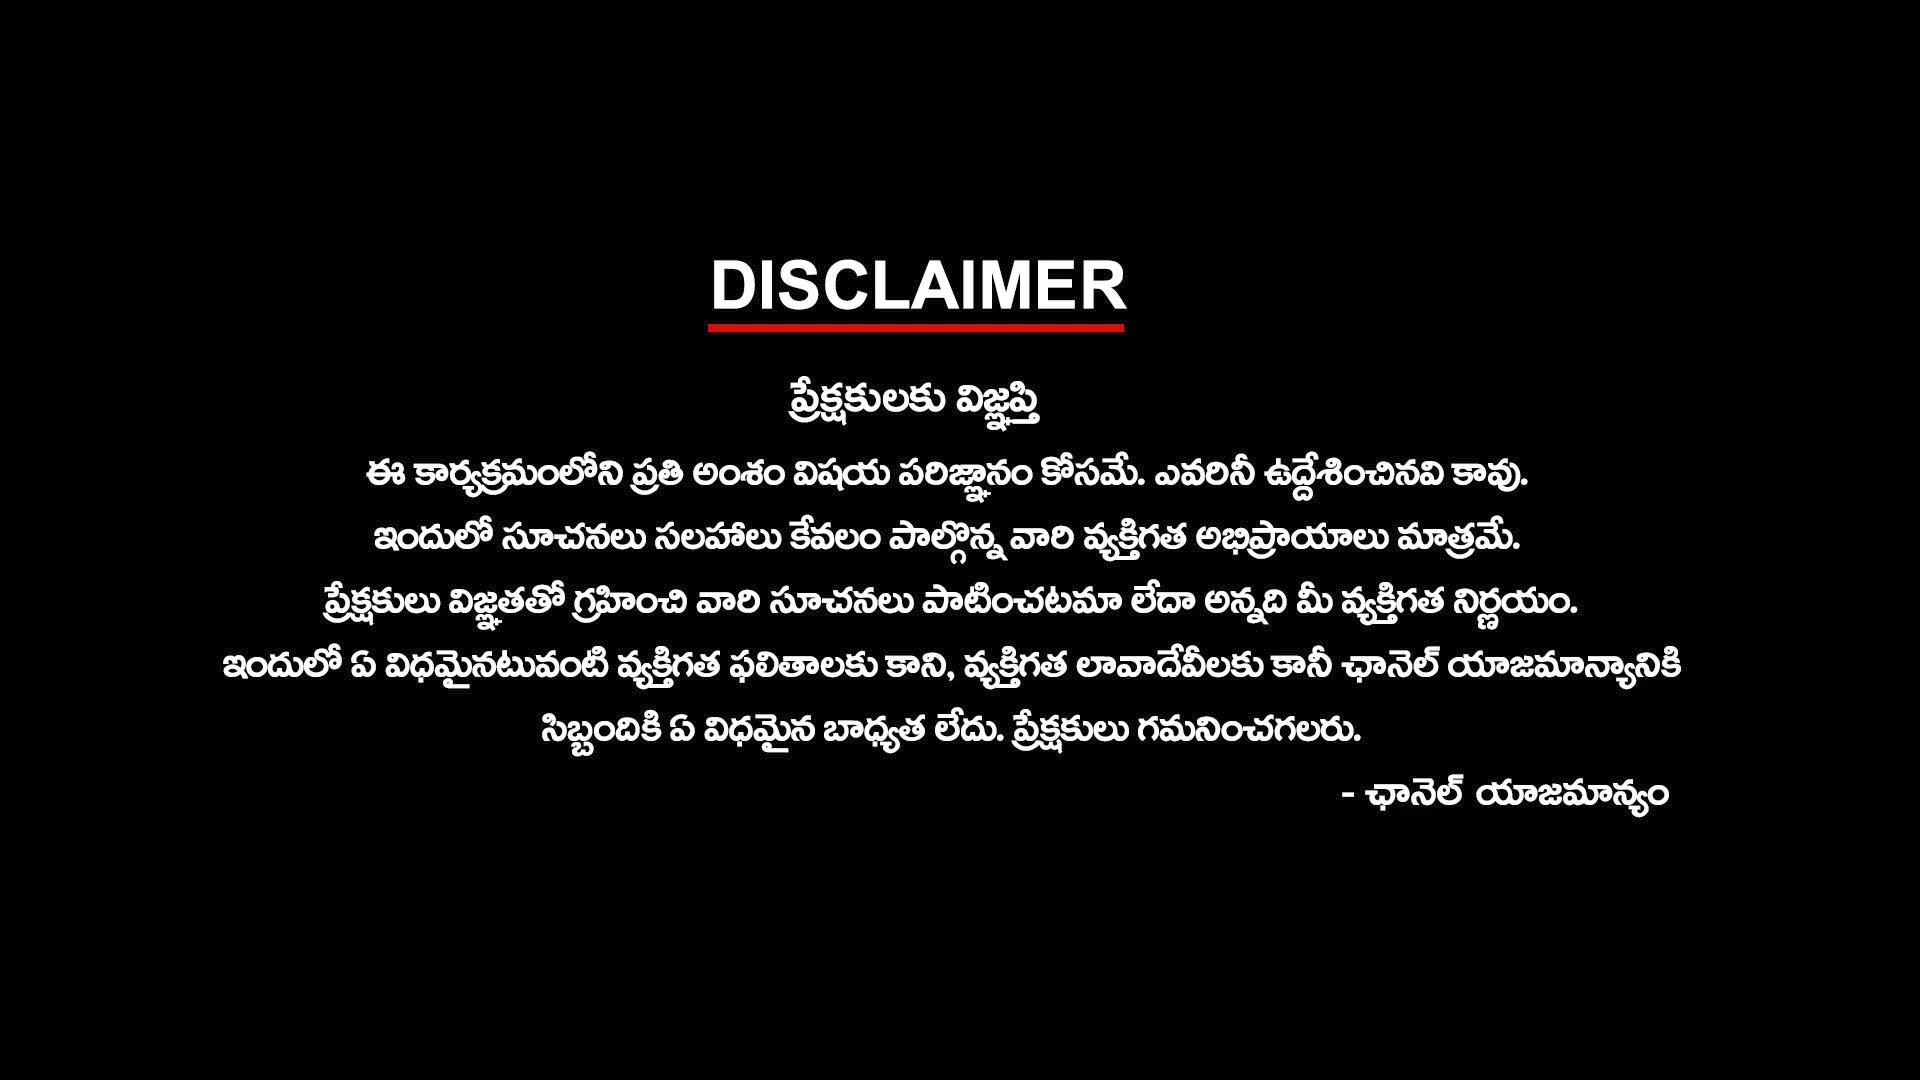 DISCLAIMER
ప్రేక్షకులకు విజ్ఞప్తి
ఈ కార్యక్రమంలోని ప్రతి అంశం విషయ పరిజ్ఞానం కోసమే. ఎవరినీ ఉద్దేశించినవి కావు.
ఇందులో సూచనలు సలహాలు కేవలం పాల్గొన్న వారి వ్యక్తిగత అభిప్రాయాలు మాత్రమే.
ప్రేక్షకులు విజ్ఞతతో గ్రహించి వారి సూచనలు పాటించటమా లేదా అన్నది మీ వ్యక్తిగత నిర్ణయం.
ఇందులో ఏ విధమైనటువంటి వ్యక్తిగత ఫలితాలకు కాని, వ్యక్తిగత లావాదేవీలకు కానీ ఛానెల్ యాజమాన్యానికి
సిబ్బందికి ఏ విధమైన బాధ్యత లేదు. ప్రేక్షకులు గమనించగలరు.
- ఛానెల్ యాజమాన్యం